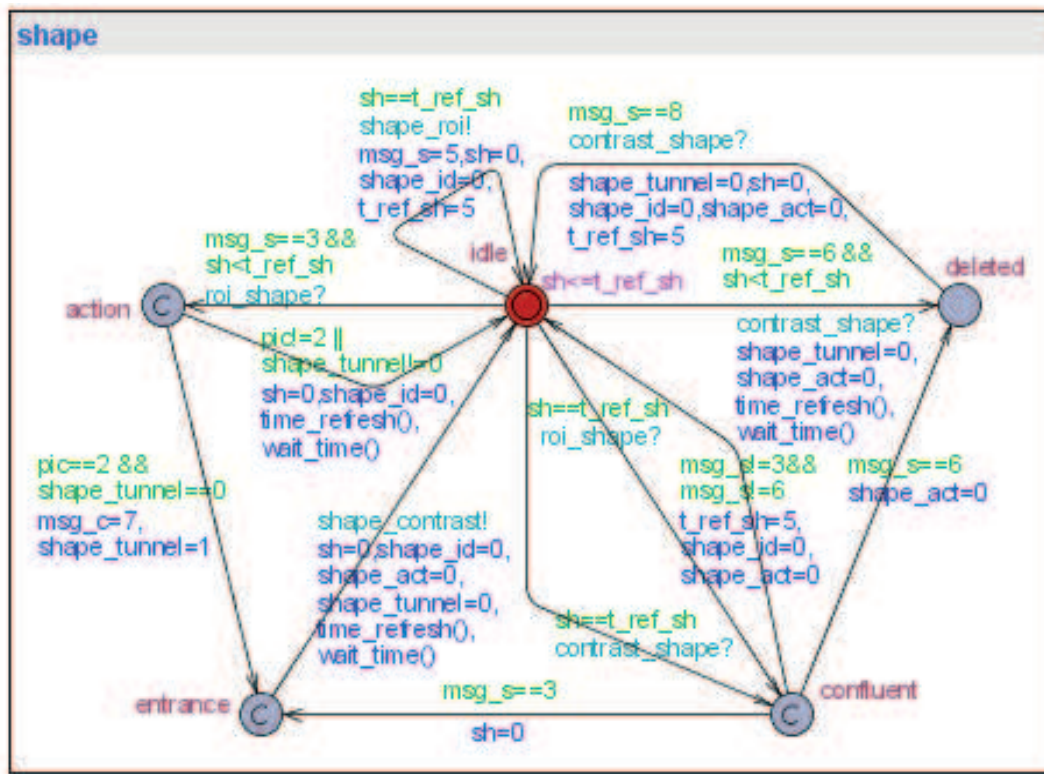 shape
sh==t_ref_sh
shape_roi!
msg_s=5,sh=0,
shape_id=0,
t_ref_sh=5
msg_s==8
contrast_shape?
shape_tunnel=0,sh=0,
shape_id=0,shape_act=0,
t_ref_sh=5
msg_s==3 &&
sh<t_ref_sh
roi_shape?
idle
sh<=t_ref_sh
msg_s==6 &&
sh<t_ref_sh
deleted
action
C
contrast_shape?
shape_tunnel=0,
shape_act=0,
time_refresh(),
wait_time()
pic!=2 ||
shape_tunnel!=0
sh=0,shape_id=0,
time_refresh(),
wait_time()
sh==t_ref_sh
roi_shape?
pic==2 &&
shape_tunnel==0
msg_c=7,
shape_tunnel=1
msg_s!=3&&
msg_s!=6
t_ref_sh=5,
shape_id=0,
shape_act=0
msg_s==6
shape_act=0
shape_contrast!
sh=0,shape_id=0,
shape_act=0,
shape_tunnel=0,
time_refresh(),
wait_time()
sh==t_ref_sh
contrast_shape?
entrance
C
msg_s==3
sh=0
C
confluent